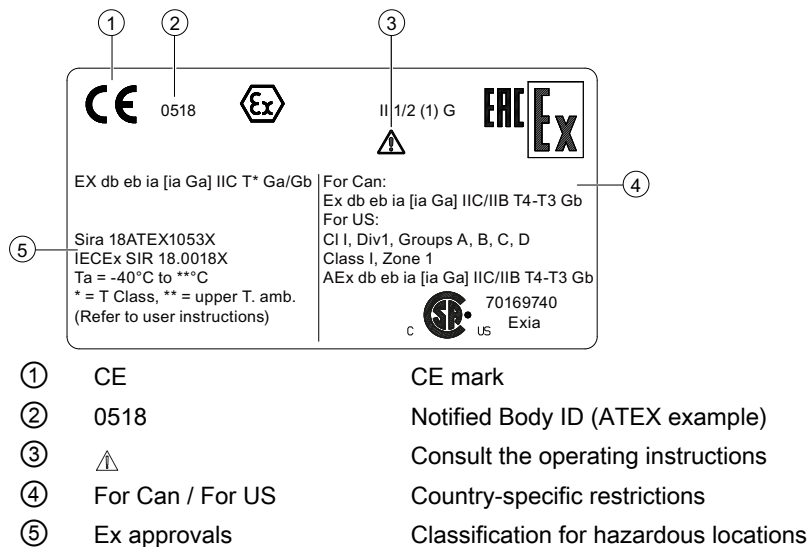 1 2 3
CE 0518 Ex II 1/2 (1) G EAC Ex
EX db eb ia [ia Ga] IIC T* Ga/Gb
Sira 18ATEX1053X
IECEx SIR 18.0018X
Ta = -40°C to **°C
* = T Class, ** = upper T. amb.
(Refer to user instructions)
5
For Can:
Ex db eb ia [ia Ga] IIC/IIB T4-T3 Gb
For US:
CI I, Div1, Groups A, B, C, D
Class I, Zone 1
AEx db eb ia [ia Ga] IIC/IIB T4-T3 Gb
C SA US 70169740
Exia
4
① CE CE mark
② 0518 Notified Body ID (ATEX example)
③ ⚠ Consult the operating instructions
④ For Can / For US Country-specific restrictions
⑤ Ex approvals Classification for hazardous locations